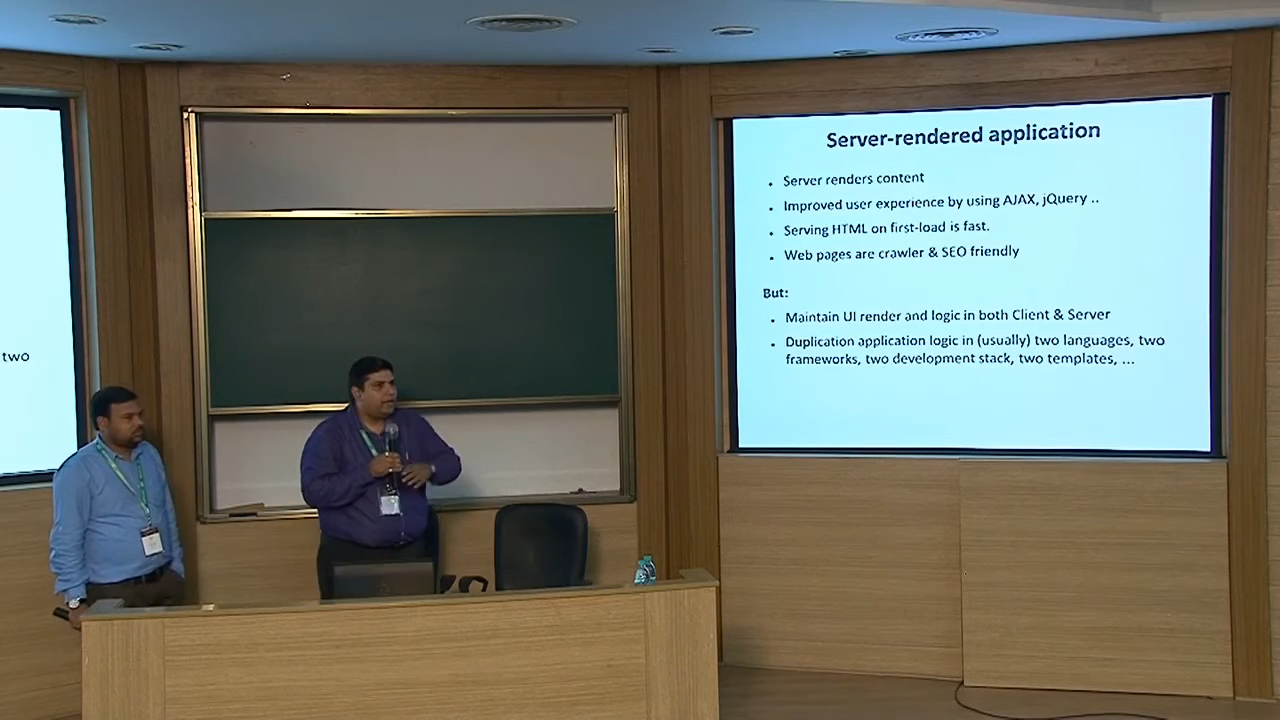 two
Server-rendered application
• Server renders content
• Improved user experience by using AJAX, jQuery ..
• Serving HTML on first-load is fast.
• Web pages are crawler & SEO friendly
But:
• Maintain UI render and logic in both Client & Server
• Duplication application logic in (usually) two languages, two
frameworks, two development stack, two templates, ...